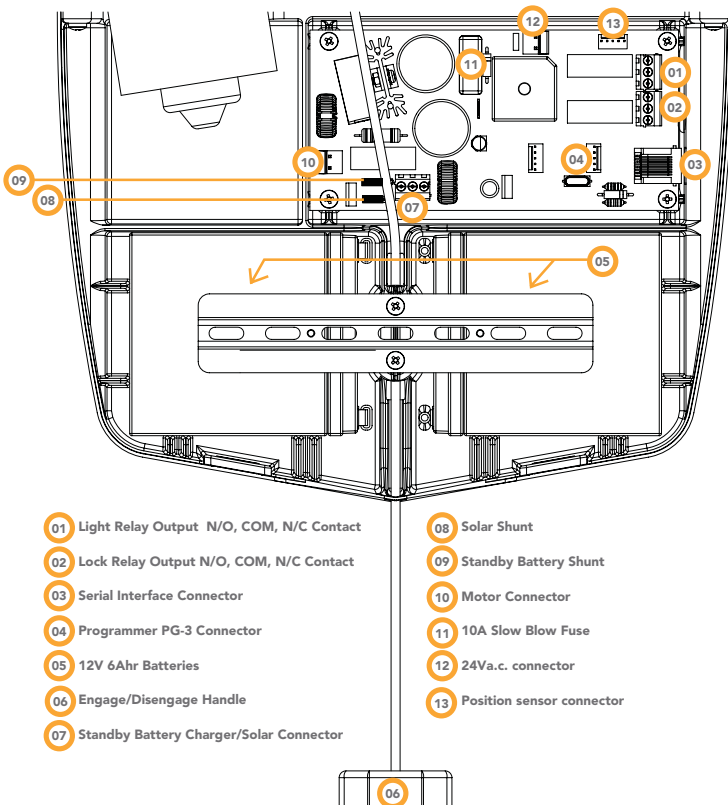 12
13
11
01
02
10
04
03
09
08
07
05
01 Light Relay Output N/O, COM, N/C Contact
02 Lock Relay Output N/O, COM, N/C Contact
03 Serial Interface Connector
04 Programmer PG-3 Connector
05 12V 6Ahr Batteries
06 Engage/Disengage Handle
07 Standby Battery Charger/Solar Connector
08 Solar Shunt
09 Standby Battery Shunt
10 Motor Connector
11 10A Slow Blow Fuse
12 24Va.c. connector
13 Position sensor connector
06